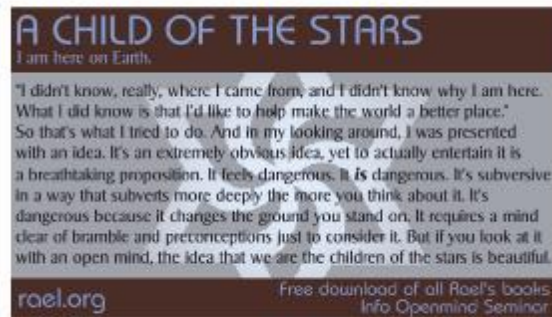 A CHILD OF THE STARS
I am here on Earth.
"I didn't know, really, where I came from, and I didn't know why I am here.
What I did know is that I'd like to help make the world a better place."
So that's what I tried to do. And in my looking around, I was presented
with an idea. It's an extremely obvious idea, yet to actually entertain it is
a breathtaking proposition. It feels dangerous. It is dangerous. It's subversive
in a way that subverts more deeply the more you think about it. It's
dangerous because it changes the ground you stand on. It requires a mind
clear of bramble and preconceptions just to consider it. But if you look at it
with an open mind, the idea that we are the children of the stars is beautiful.
rael.org
Free download of all Rael's books
Info Openmind Seminar